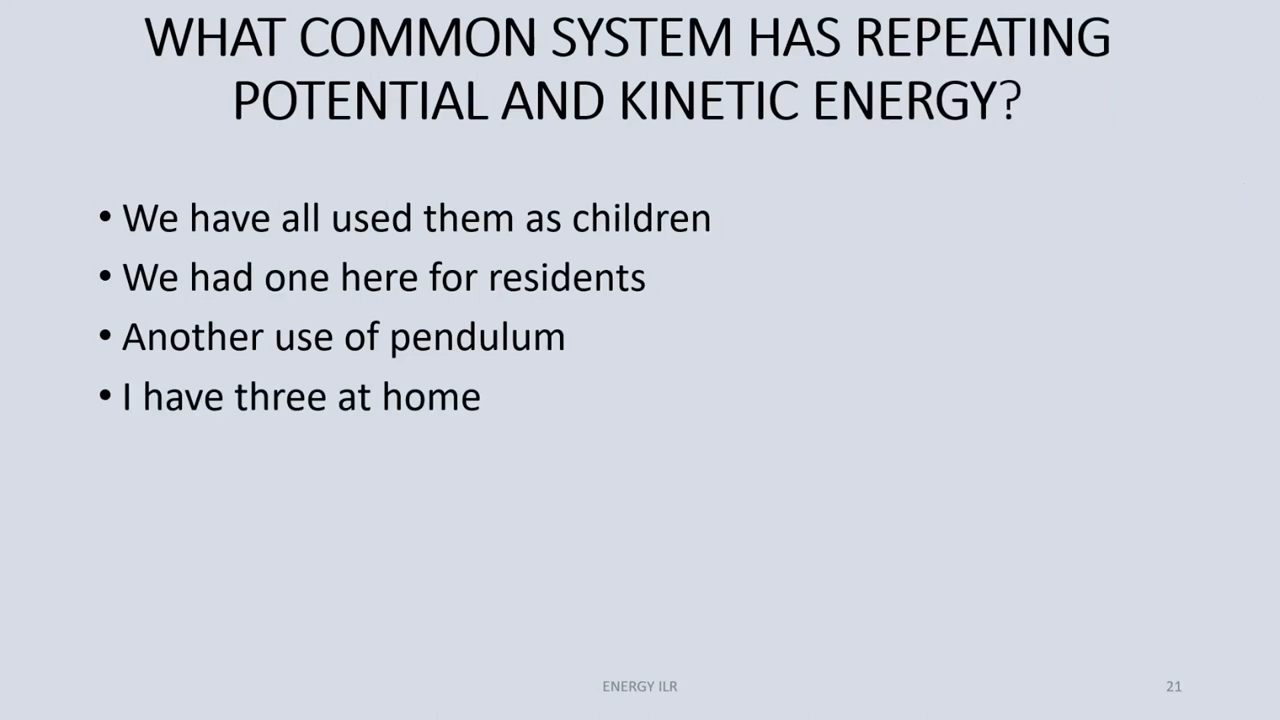 WHAT COMMON SYSTEM HAS REPEATING
POTENTIAL AND KINETIC ENERGY?
• We have all used them as children
• We had one here for residents
• Another use of pendulum
• I have three at home
ENERGY ILR
21